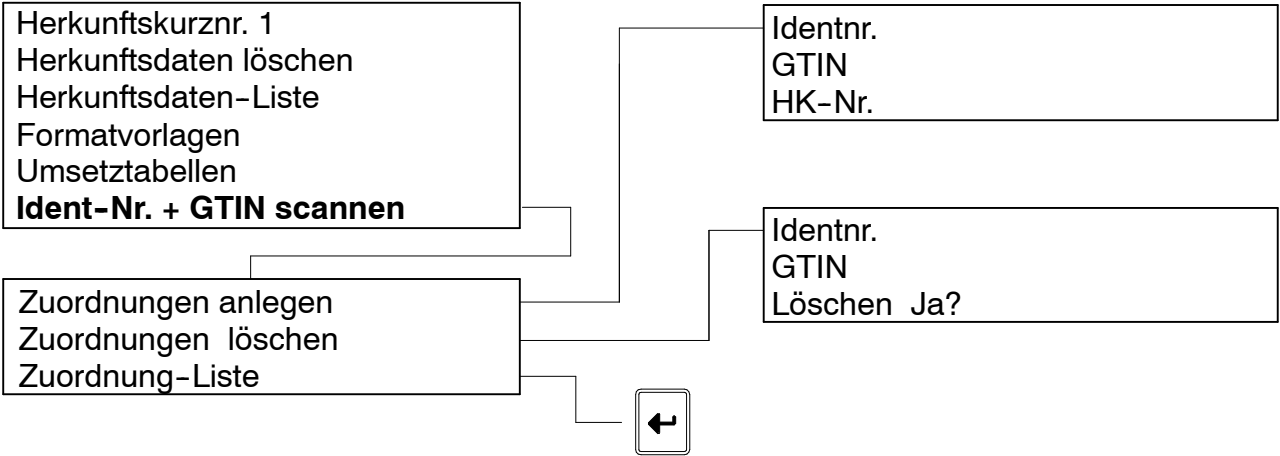 Herkunftskurznr. 1
Herkunftsdaten löschen
Herkunftsdaten-Liste
Formatvorlagen
Umsetztabellen
Ident-Nr. + GTIN scannen
Identnr.
GTIN
HK-Nr.
Zuordnungen anlegen
Zuordnungen löschen
Zuordnung-Liste
Identnr.
GTIN
Löschen Ja?